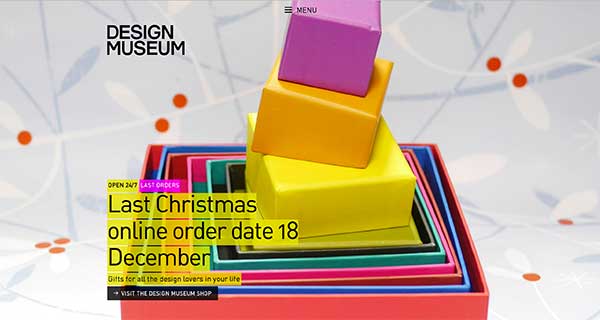 MENU
DESIGN
MUSEUM
OPEN 24/7 LAST ORDERS
Last Christmas
online order date 18
December
Gifts for all the design lovers in your life
→ VISIT THE DESIGN MUSEUM SHOP